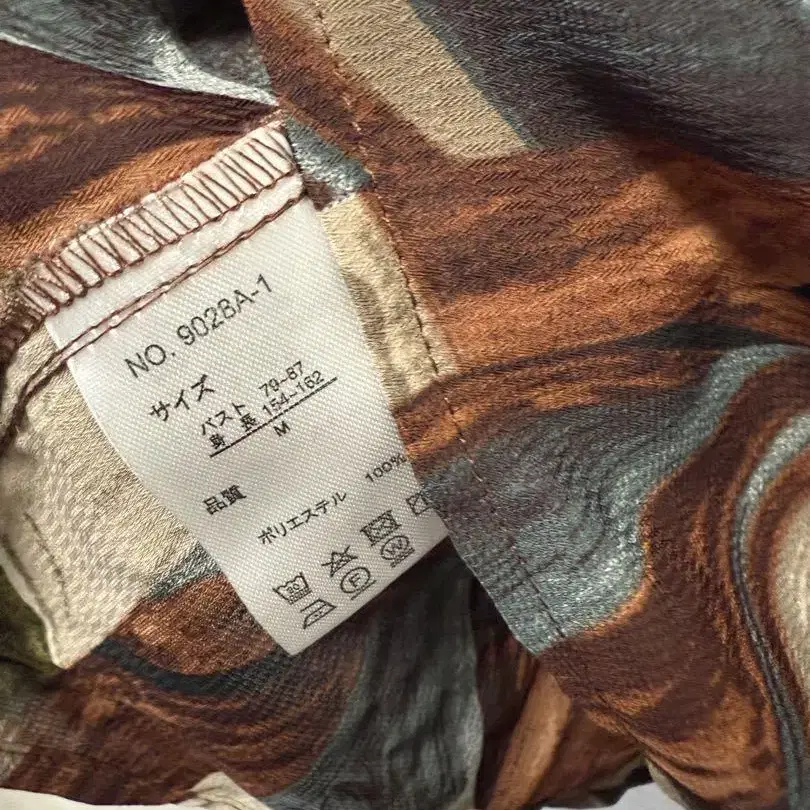 NO. 9028A-1
サイズ
バスト 79-87
身長 154-162
M
品質
ポリエステル 100%